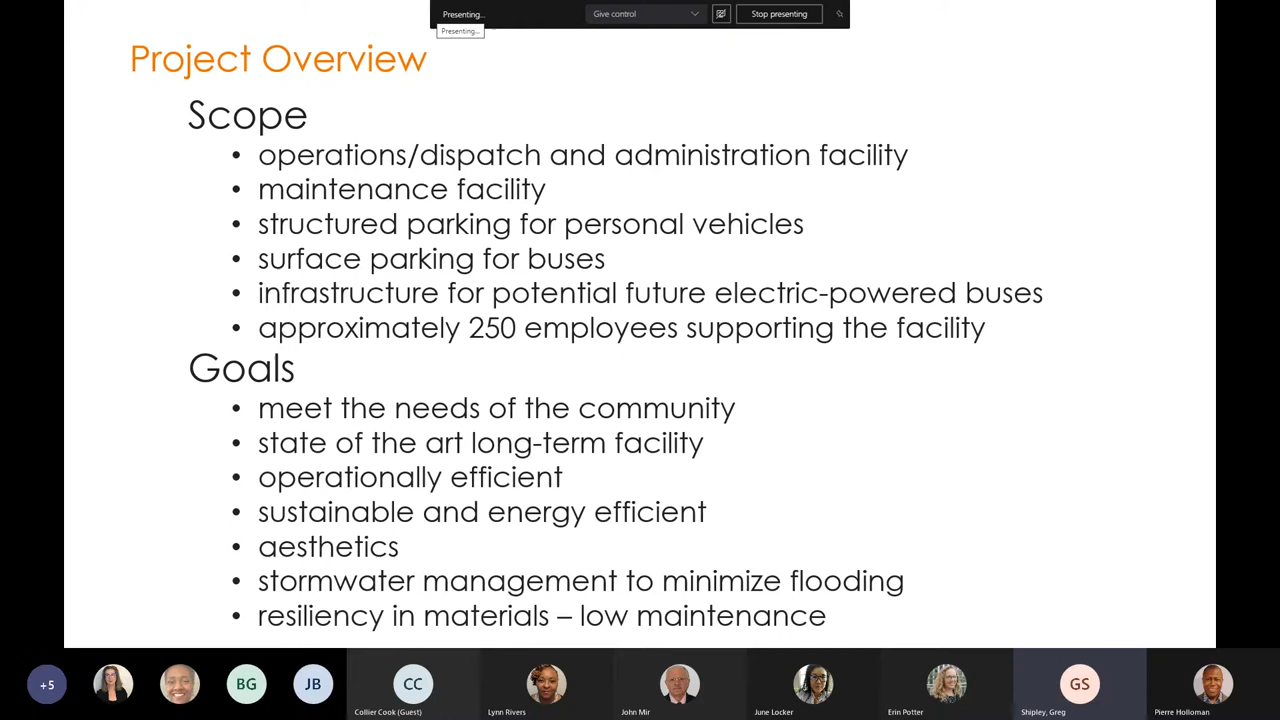 Presenting...
Give control
Stop presenting
Presenting...
Project Overview
Scope
• operations/dispatch and administration facility
• maintenance facility
• structured parking for personal vehicles
• surface parking for buses
• infrastructure for potential future electric-powered buses
• approximately 250 employees supporting the facility
Goals
• meet the needs of the community
• state of the art long-term facility
• operationally efficient
• sustainable and energy efficient
• aesthetics
• stormwater management to minimize flooding
• resiliency in materials – low maintenance
+5
BG
JB
CC
GS
Collier Cook (Guest)
Lynn Rivers
John Mir
June Locker
Erin Potter
Shipley, Greg
Pierre Holloman